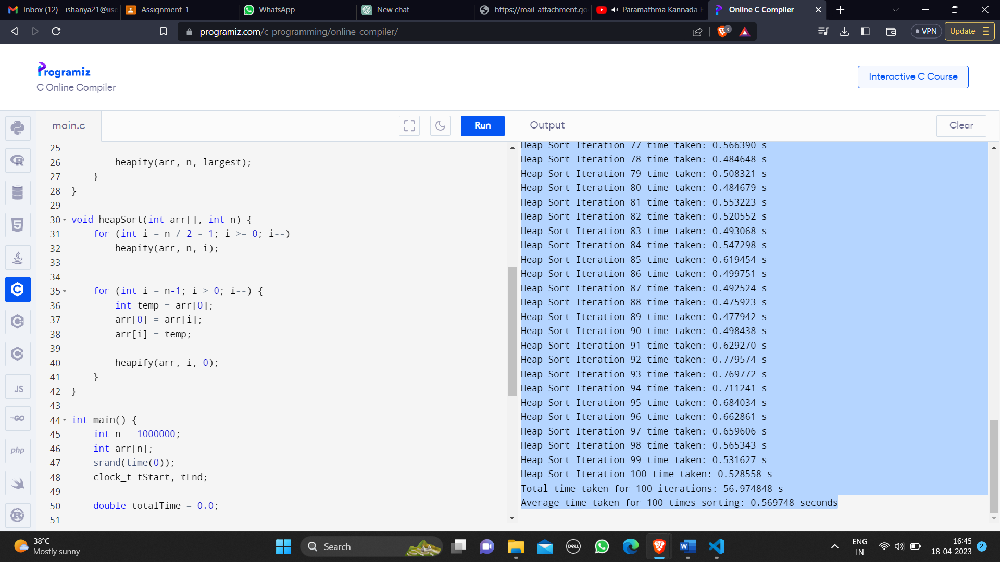 Inbox (12) - ishanya21@iise
Assignment-1
WhatsApp
New chat
https://mail-attachment.go
Paramathma Kannada
Online C Compiler
programiz.com/c-programming/online-compiler/
3
VPN
Update
Programiz
C Online Compiler
Interactive C Course
main.c
Run
Output
Clear
25
26 heapify(arr, n, largest);
27 }
28 }
29
30 void heapSort(int arr[], int n) {
31 for (int i = n / 2 - 1; i >= 0; i--)
32 heapify(arr, n, i);
33
34
35 for (int i = n-1; i > 0; i--) {
36 int temp = arr[0];
37 arr[0] = arr[i];
38 arr[i] = temp;
39
40 heapify(arr, i, 0);
41 }
42 }
43
44 int main() {
45 int n = 1000000;
46 int arr[n];
47 srand(time(0));
48 clock_t tStart, tEnd;
49
50 double totalTime = 0.0;
51
Heap Sort Iteration 77 time taken: 0.566390 s
Heap Sort Iteration 78 time taken: 0.484648 s
Heap Sort Iteration 79 time taken: 0.508321 s
Heap Sort Iteration 80 time taken: 0.484679 s
Heap Sort Iteration 81 time taken: 0.553223 s
Heap Sort Iteration 82 time taken: 0.520552 s
Heap Sort Iteration 83 time taken: 0.493068 s
Heap Sort Iteration 84 time taken: 0.547298 s
Heap Sort Iteration 85 time taken: 0.619454 s
Heap Sort Iteration 86 time taken: 0.499751 s
Heap Sort Iteration 87 time taken: 0.492524 s
Heap Sort Iteration 88 time taken: 0.475923 s
Heap Sort Iteration 89 time taken: 0.477942 s
Heap Sort Iteration 90 time taken: 0.498438 s
Heap Sort Iteration 91 time taken: 0.629270 s
Heap Sort Iteration 92 time taken: 0.779574 s
Heap Sort Iteration 93 time taken: 0.769772 s
Heap Sort Iteration 94 time taken: 0.711241 s
Heap Sort Iteration 95 time taken: 0.684034 s
Heap Sort Iteration 96 time taken: 0.662861 s
Heap Sort Iteration 97 time taken: 0.659606 s
Heap Sort Iteration 98 time taken: 0.565343 s
Heap Sort Iteration 99 time taken: 0.531627 s
Heap Sort Iteration 100 time taken: 0.528558 s
Total time taken for 100 iterations: 56.974848 s
Average time taken for 100 times sorting: 0.569748 seconds
JS
GO
php
38°C
Mostly sunny
Search
DELL
ENG
IN
16:45
18-04-2023
2